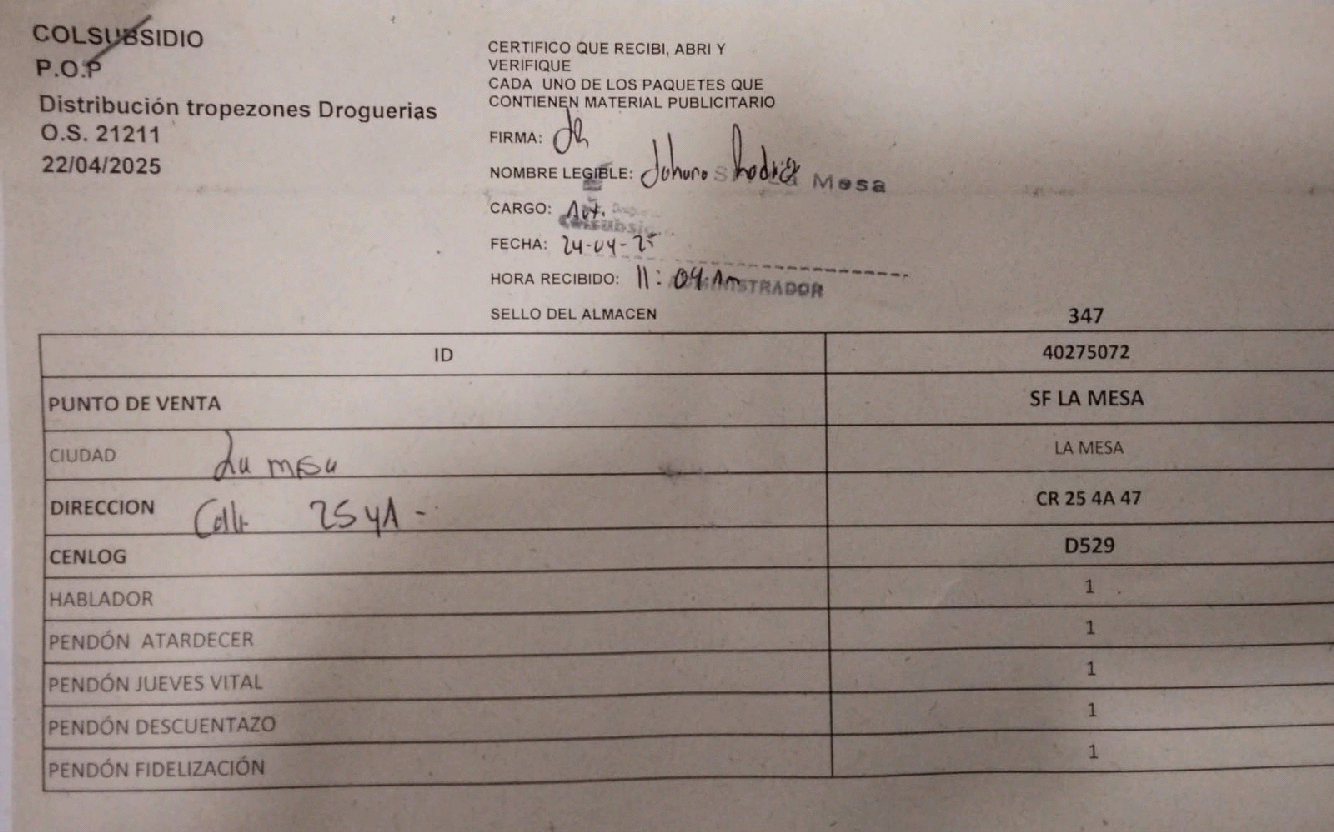 COLSUBSIDIO
P.O.P
Distribución tropezones Droguerias
O.S. 21211
22/04/2025
CERTIFICO QUE RECIBI, ABRI Y
VERIFIQUE
CADA UNO DE LOS PAQUETES QUE
CONTIENEN MATERIAL PUBLICITARIO
FIRMA:
NOMBRE LEGIBLE:
La Mesa
CARGO:
Colsubsidio
FECHA: 24-04-25
HORA RECIBIDO: 11:04 Am
ADMINISTRADOR
SELLO DEL ALMACEN
347
ID 40275072
PUNTO DE VENTA SF LA MESA
CIUDAD La mesa LA MESA
DIRECCION Calle 25 4A - CR 25 4A 47
CENLOG D529
HABLADOR 1
PENDÓN ATARDECER 1
PENDÓN JUEVES VITAL 1
PENDÓN DESCUENTAZO 1
PENDÓN FIDELIZACIÓN 1